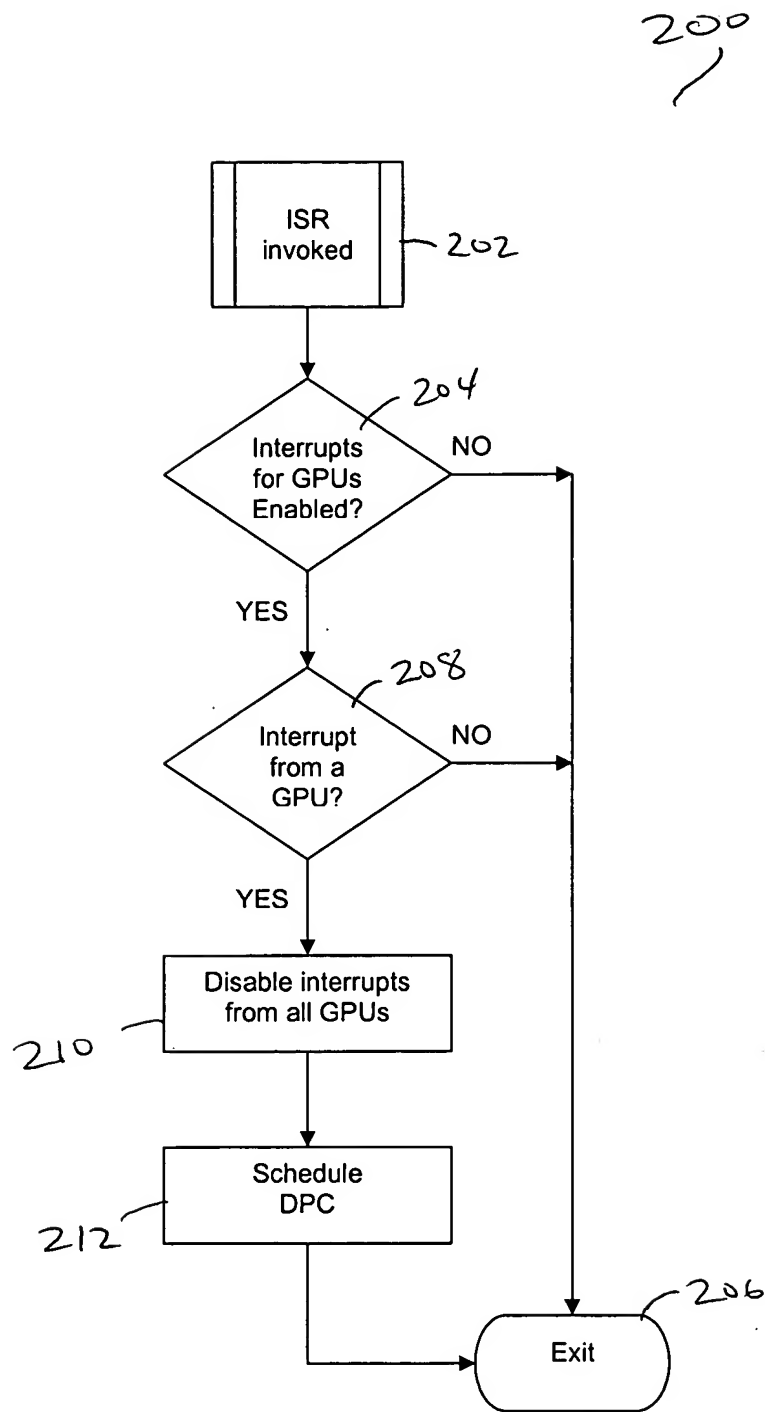 200
ISR
invoked
202
204
Interrupts
for GPUs
Enabled?
NO
YES
208
Interrupt
from a
GPU?
NO
YES
Disable interrupts
from all GPUs
210
Schedule
DPC
212
206
Exit